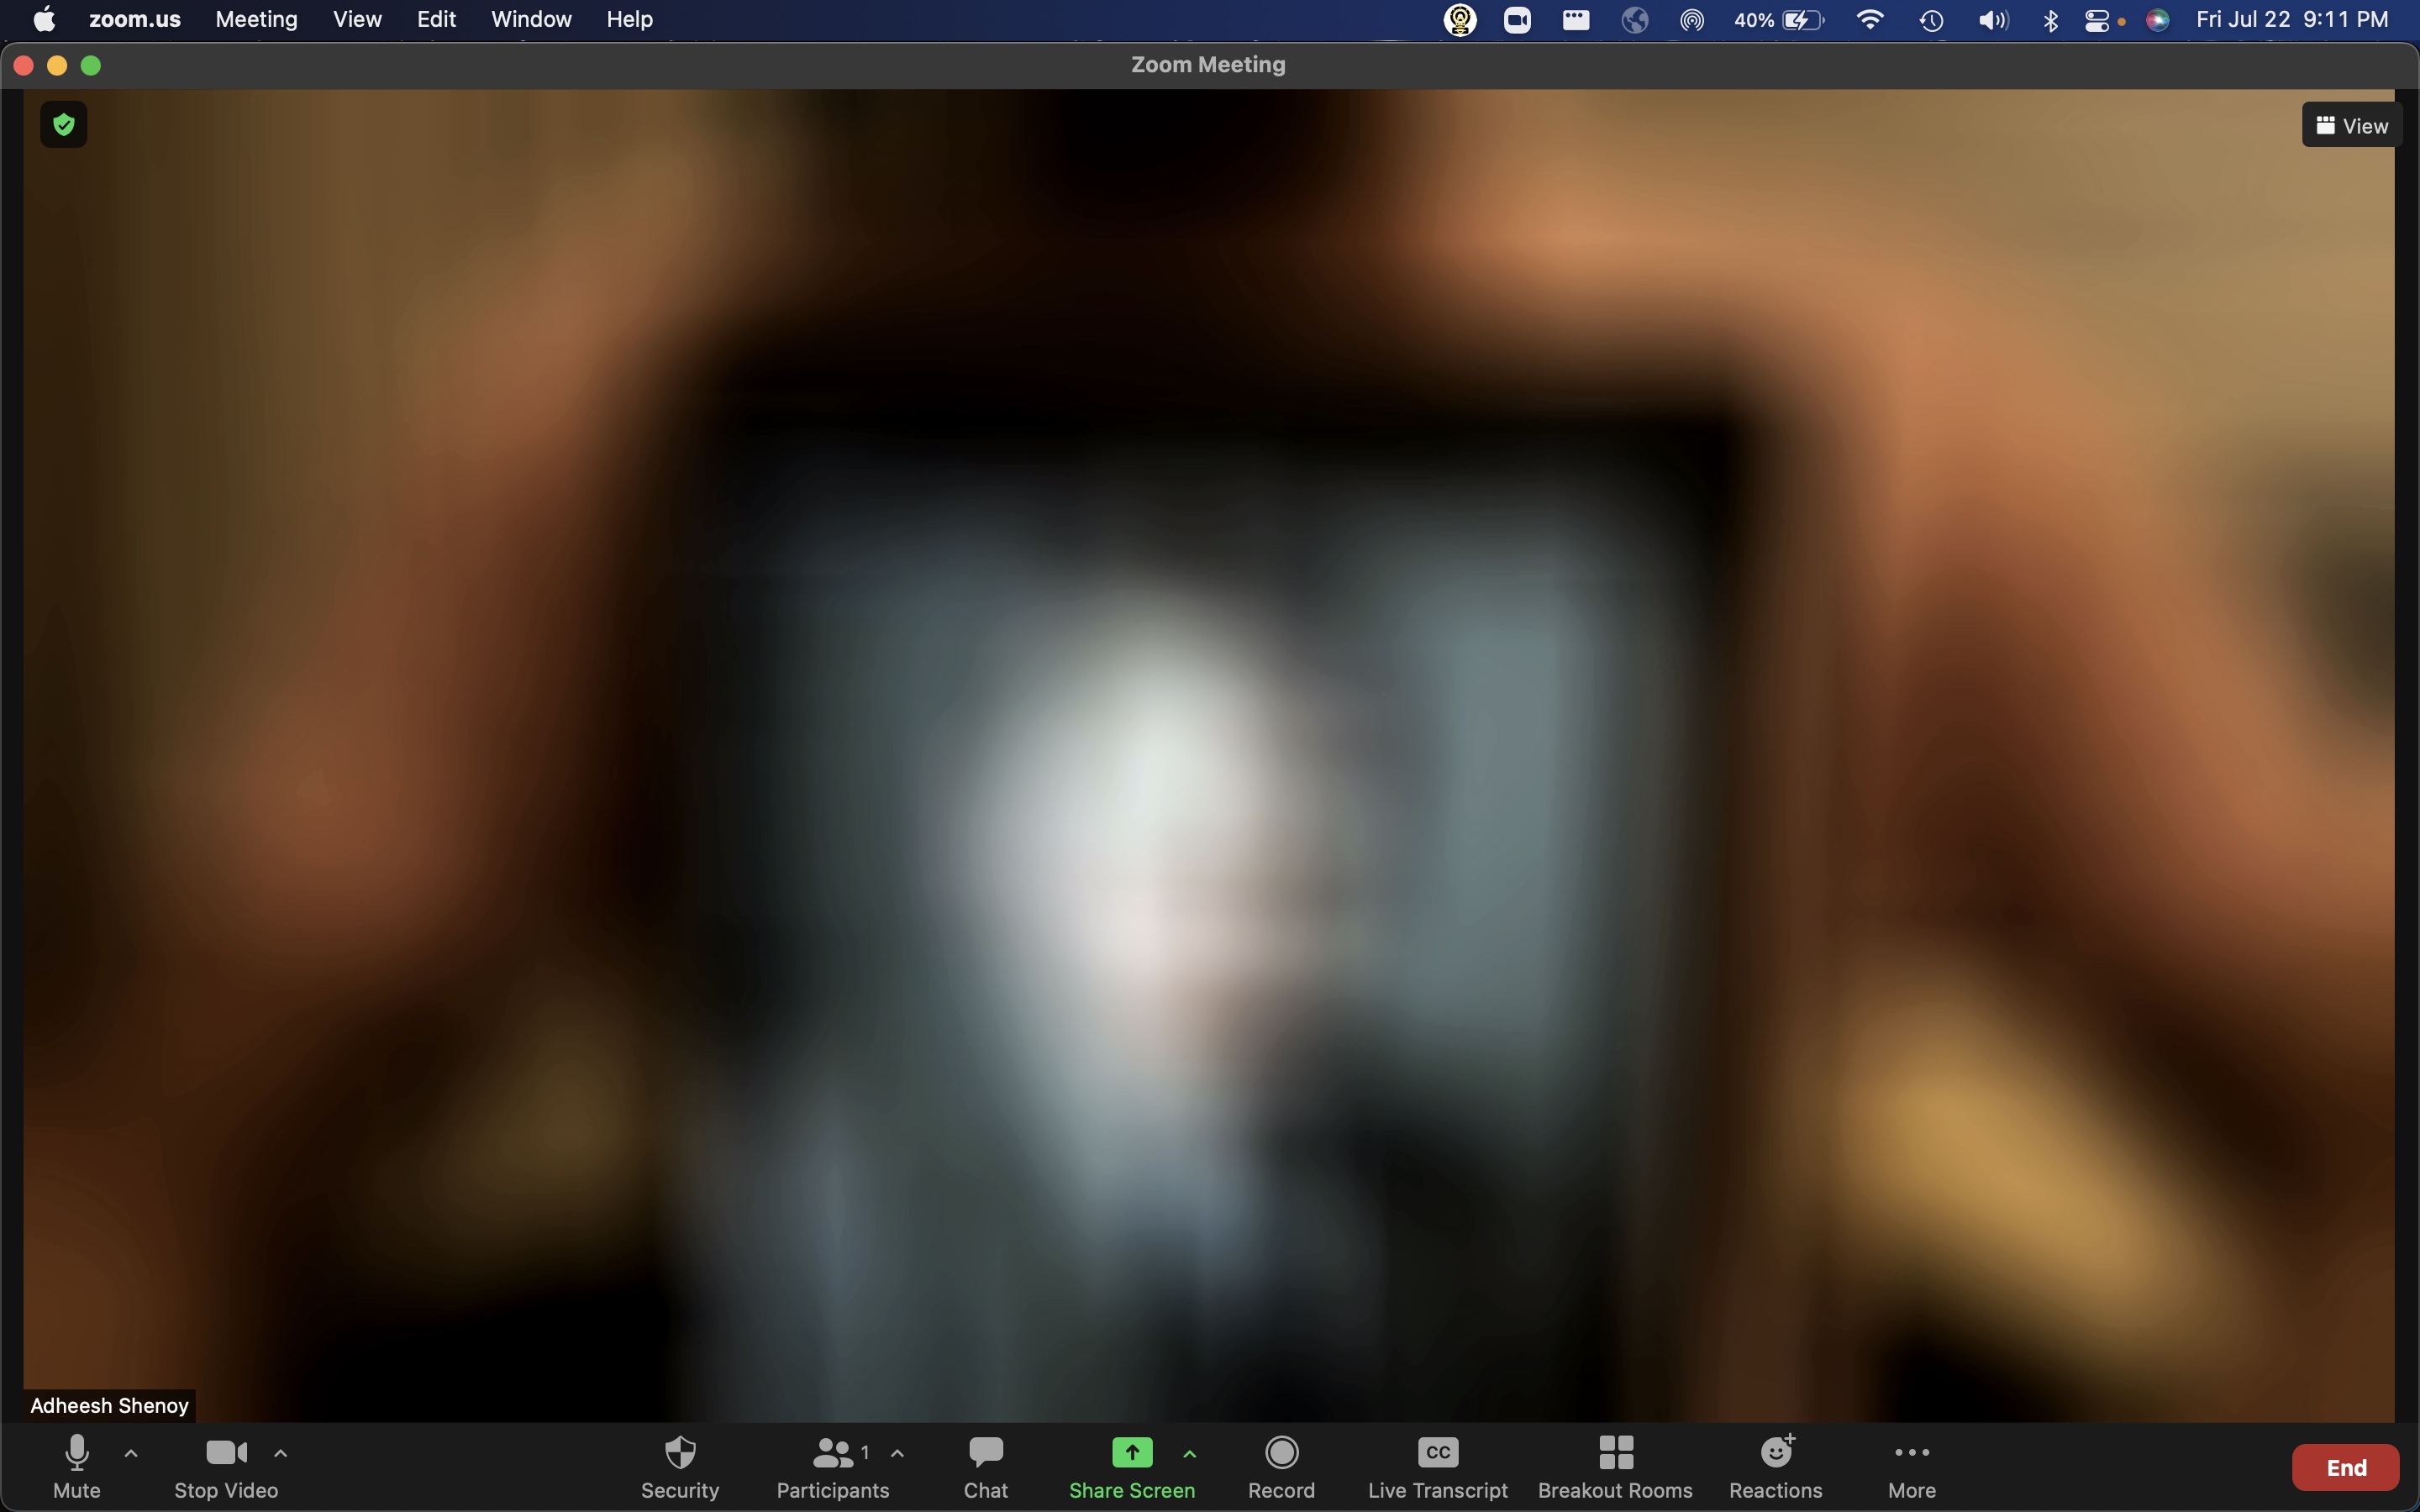 zoom.us Meeting View Edit Window Help 40% Fri Jul 22 9:11 PM
Zoom Meeting
View
Adheesh Shenoy
1 CC
Mute Stop Video Security Participants Chat Share Screen Record Live Transcript Breakout Rooms Reactions More End